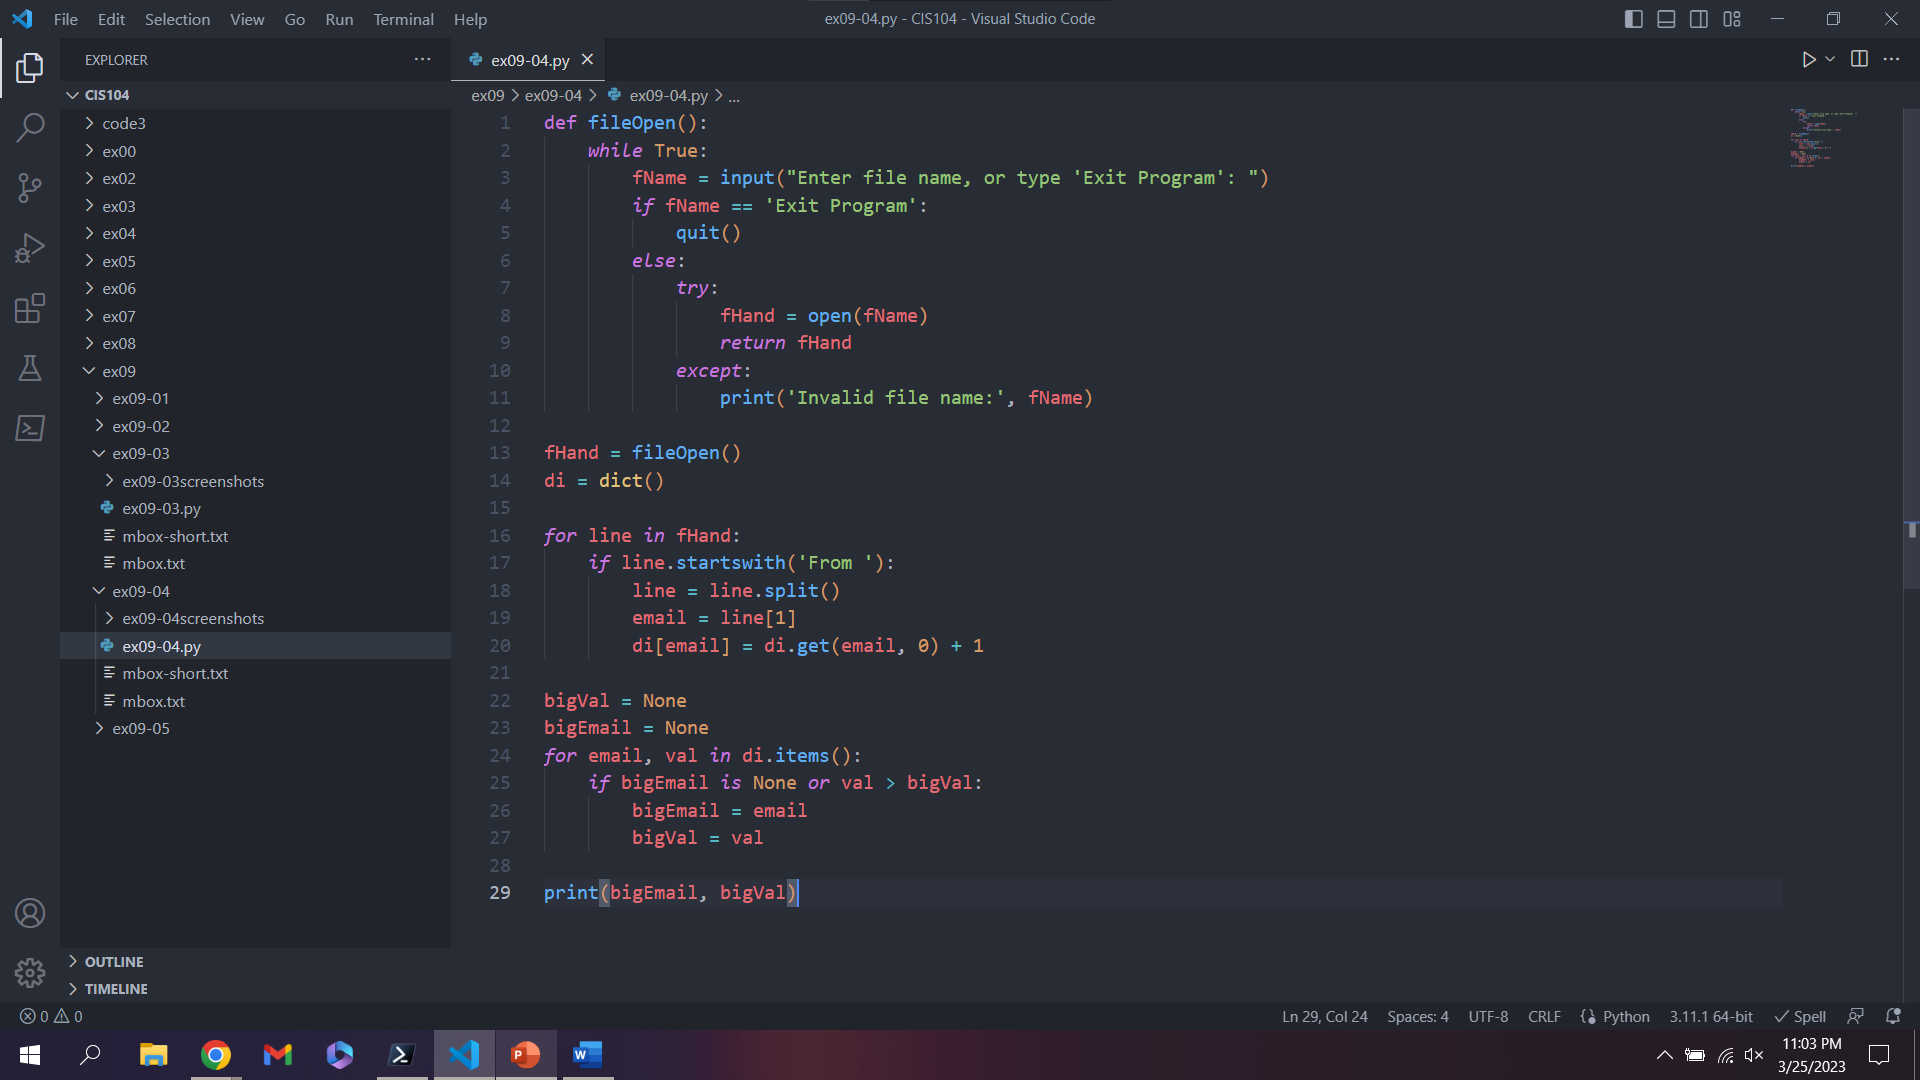 File Edit Selection View Go Run Terminal Help
ex09-04.py - CIS104 - Visual Studio Code
EXPLORER
CIS104
code3
ex00
ex02
ex03
ex04
ex05
ex06
ex07
ex08
ex09
ex09-01
ex09-02
ex09-03
ex09-03screenshots
ex09-03.py
mbox-short.txt
mbox.txt
ex09-04
ex09-04screenshots
ex09-04.py
mbox-short.txt
mbox.txt
ex09-05
OUTLINE
TIMELINE
ex09-04.py
ex09 > ex09-04 > ex09-04.py > ...
1 def fileOpen():
2     while True:
3         fName = input("Enter file name, or type 'Exit Program': ")
4         if fName == 'Exit Program':
5             quit()
6         else:
7             try:
8                 fHand = open(fName)
9                 return fHand
10             except:
11                 print('Invalid file name:', fName)
12
13 fHand = fileOpen()
14 di = dict()
15
16 for line in fHand:
17     if line.startswith('From '):
18         line = line.split()
19         email = line[1]
20         di[email] = di.get(email, 0) + 1
21
22 bigVal = None
23 bigEmail = None
24 for email, val in di.items():
25     if bigEmail is None or val > bigVal:
26         bigEmail = email
27         bigVal = val
28
29 print(bigEmail, bigVal)
0 0
Ln 29, Col 24 Spaces: 4 UTF-8 CRLF Python 3.11.1 64-bit Spell
11:03 PM
3/25/2023